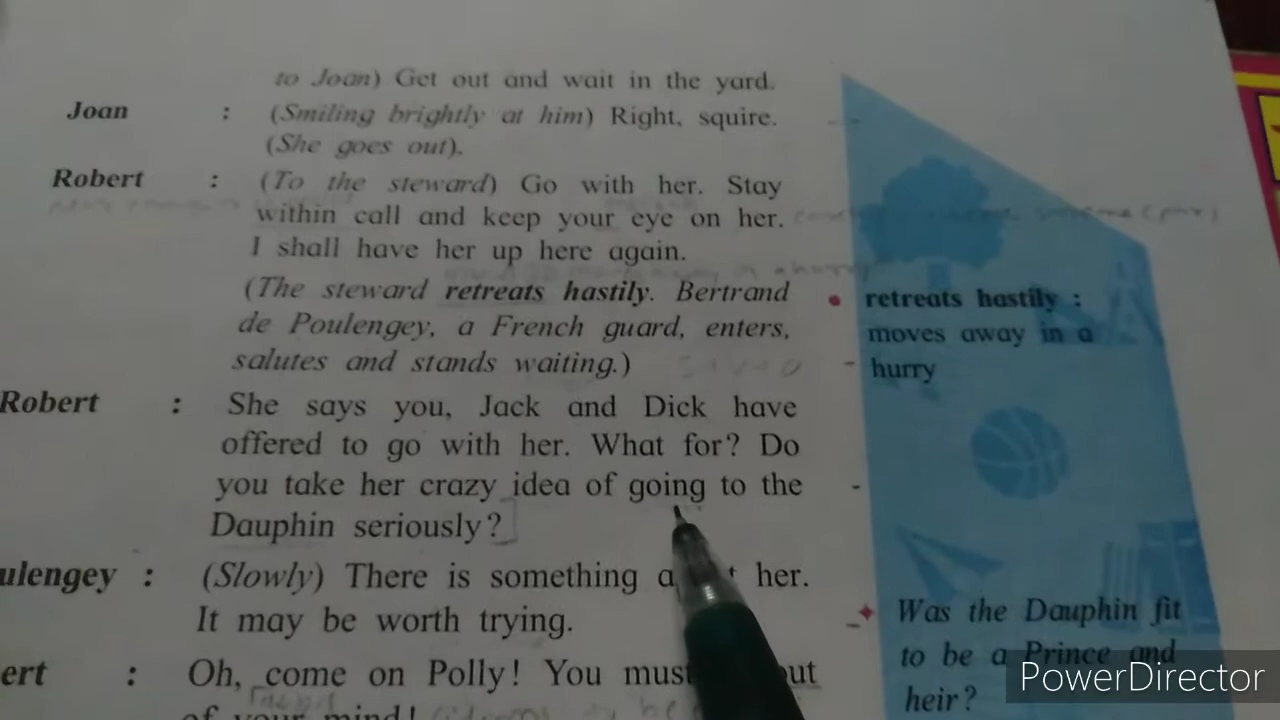 to Joan) Get out and wait in the yard.
Joan : (Smiling brightly at him) Right, squire.
(She goes out).
Robert : (To the steward) Go with her. Stay
within call and keep your eye on her.
I shall have her up here again.
(The steward retreats hastily. Bertrand
de Poulengey, a French guard, enters,
salutes and stands waiting.)
retreats hastily :
moves away in a
hurry
Robert : She says you, Jack and Dick have
offered to go with her. What for? Do
you take her crazy idea of going to the
Dauphin seriously?
ulengey : (Slowly) There is something her.
It may be worth trying.
Was the Dauphin fit
to be a Prince and
heir?
ert : Oh, come on Polly! You must
of your mind!
PowerDirector